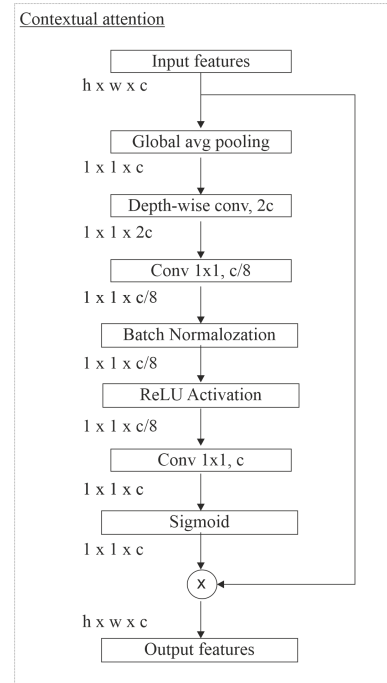 Contextual attention
Input features
h x w x c
Global avg pooling
1 x 1 x c
Depth-wise conv, 2c
1 x 1 x 2c
Conv 1x1, c/8
1 x 1 x c/8
Batch Normalozation
1 x 1 x c/8
ReLU Activation
1 x 1 x c/8
Conv 1x1, c
1 x 1 x c
Sigmoid
1 x 1 x c
x
h x w x c
Output features